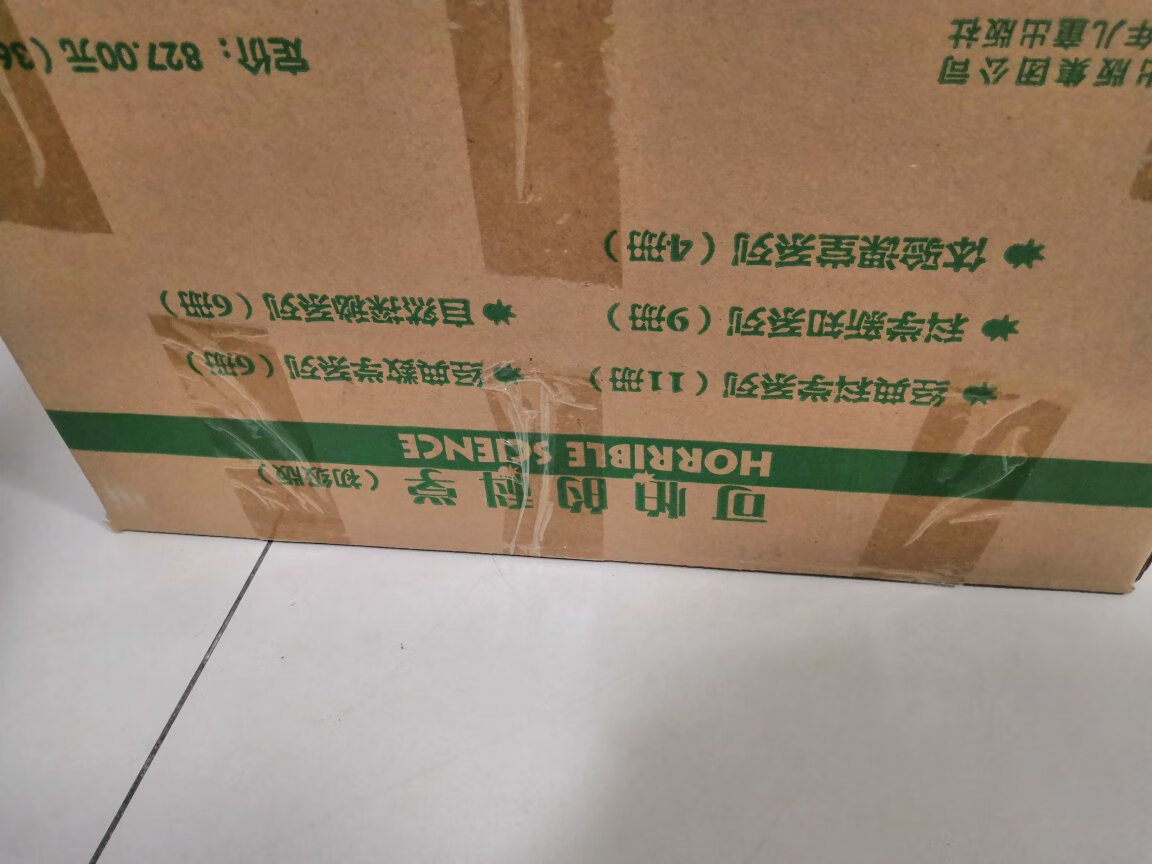 可怕的科学（初级版）
HORRIBLE SCIENCE
经典科学系列（11册） 经典数学系列（6册）
科学新知系列（9册） 自然探秘系列（6册）
体验课堂系列（4册）
出版集团公司
年儿童出版社
定价：827.00元（36